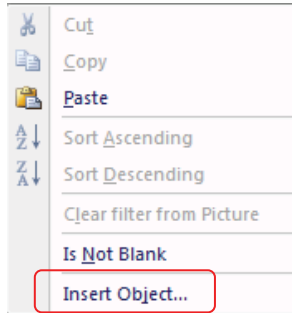 Cut
Copy
Paste
Sort Ascending
Sort Descending
Clear filter from Picture
Is Not Blank
Insert Object...